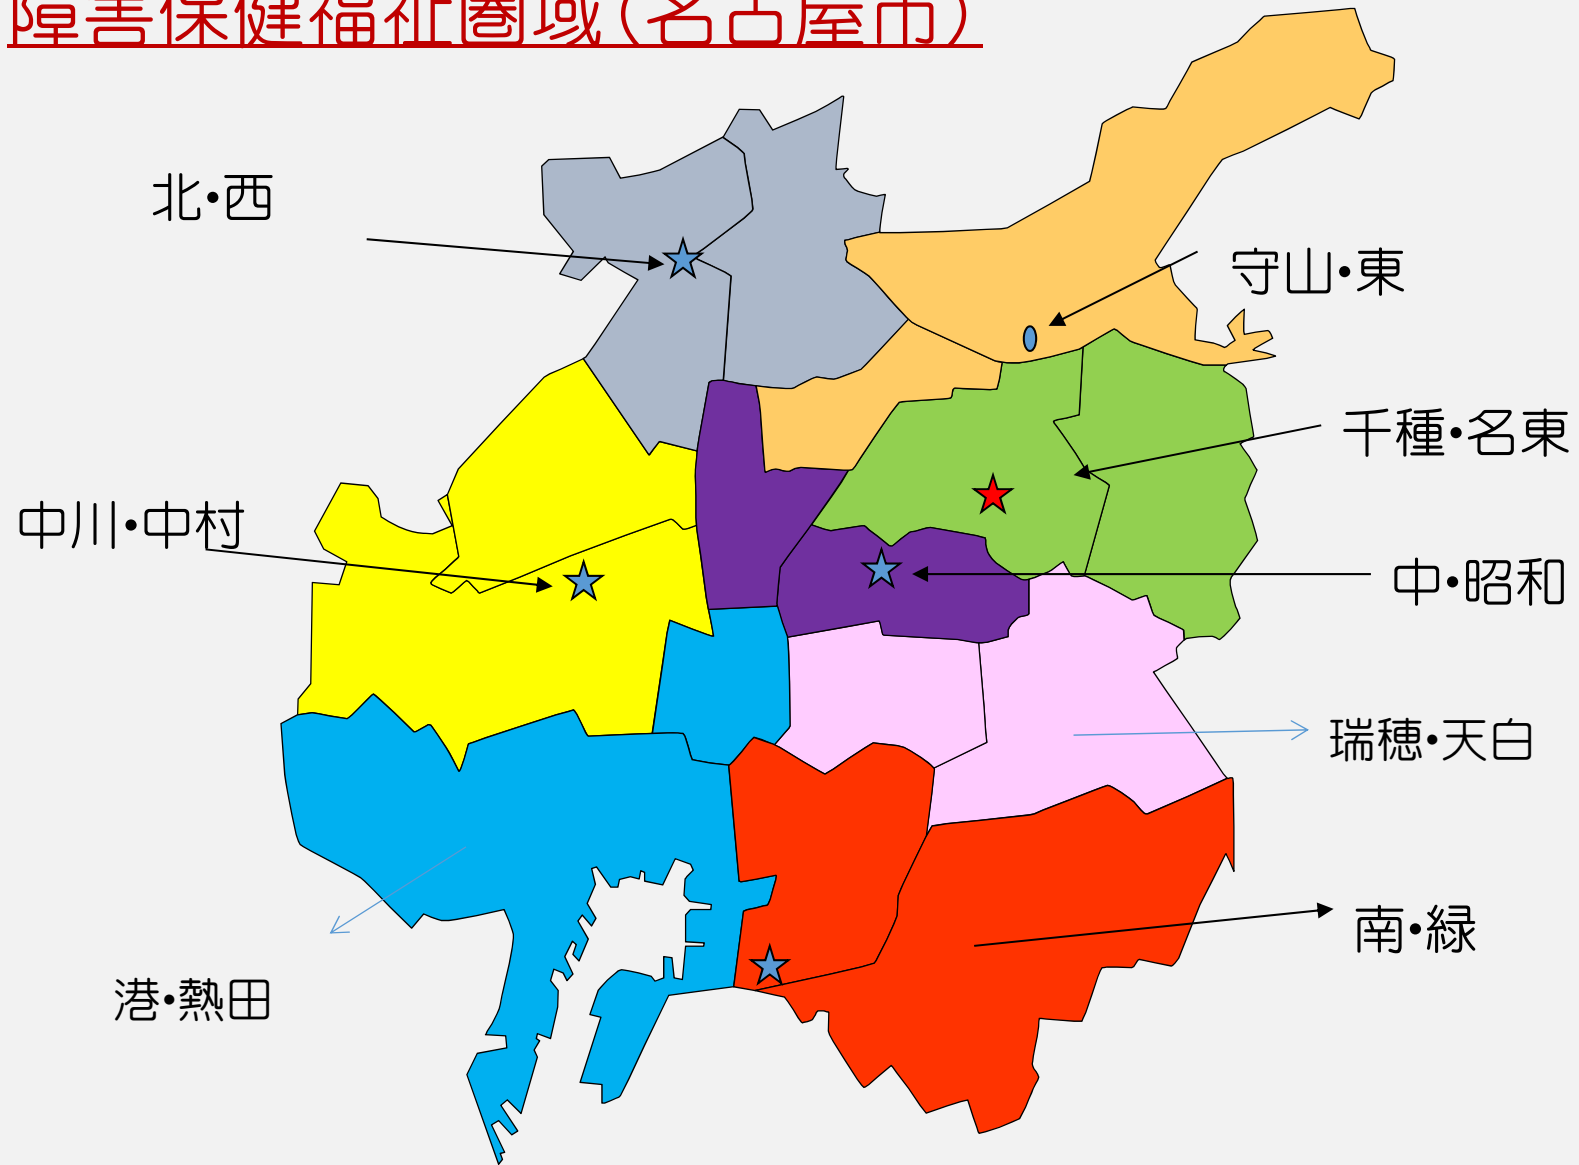 障害保健福祉圏域(名古屋市)
北・西
守山・東
千種・名東
中川・中村
中・昭和
瑞穂・天白
南・緑
港・熱田